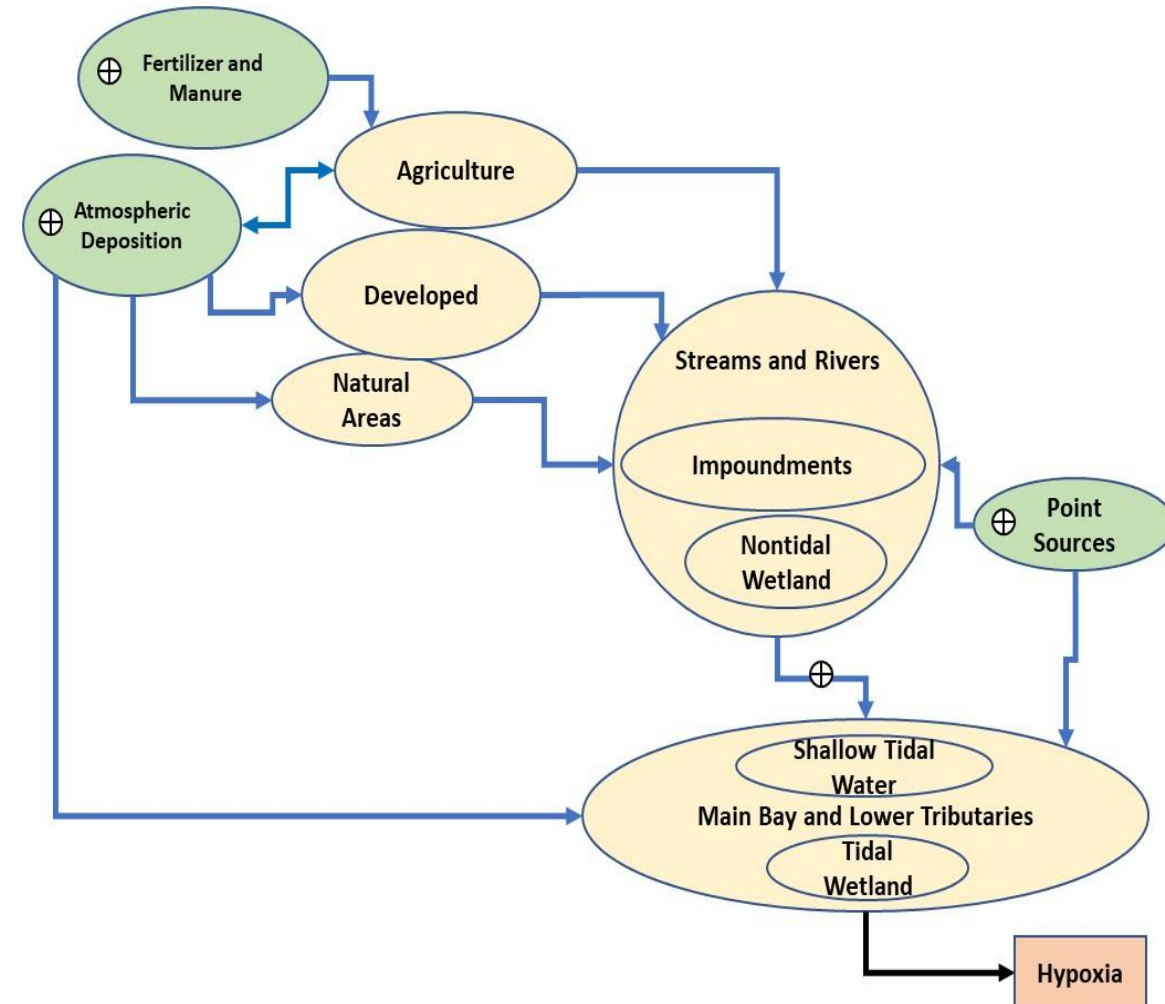 Fertilizer and
Manure
Agriculture
Atmospheric
Deposition
Developed
Natural
Areas
Streams and Rivers
Impoundments
Nontidal
Wetland
Point
Sources
Shallow Tidal
Water
Main Bay and Lower Tributaries
Tidal
Wetland
Hypoxia